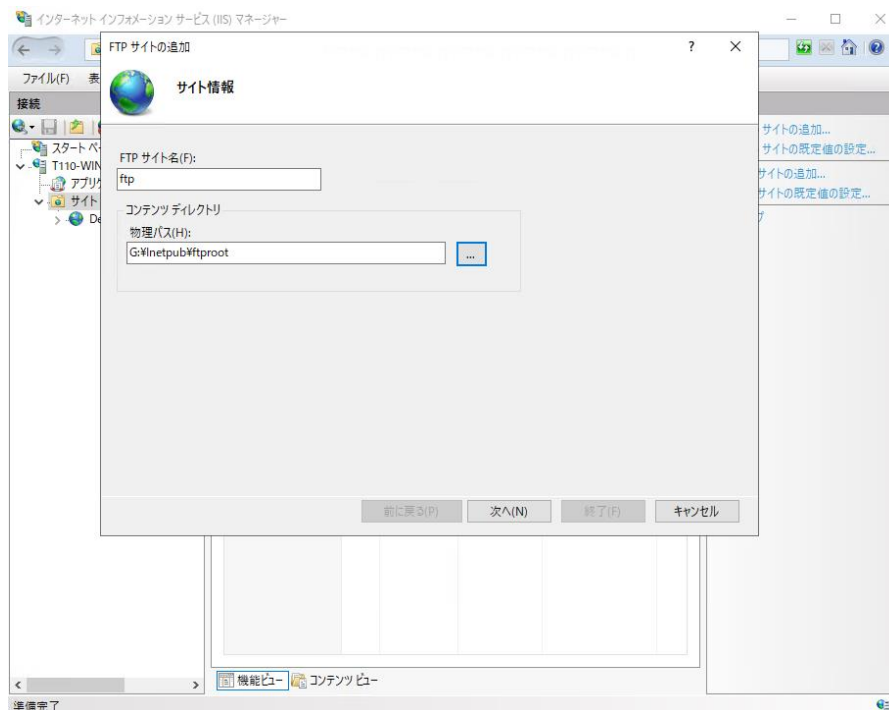 インターネット インフォメーション サービス (IIS) マネージャー
FTP サイトの追加
?
サイト情報
ファイル(F) 表
接続
スタート ペ
T110-WIN
アプリケ
サイト
De
FTP サイト名(F):
ftp
コンテンツ ディレクトリ
物理パス(H):
G:¥Inetpub¥ftproot
...
サイトの追加...
サイトの既定値の設定...
サイトの追加...
サイトの既定値の設定...
前に戻る(P)
次へ(N)
終了(F)
キャンセル
機能ビュー
コンテンツ ビュー
準備完了